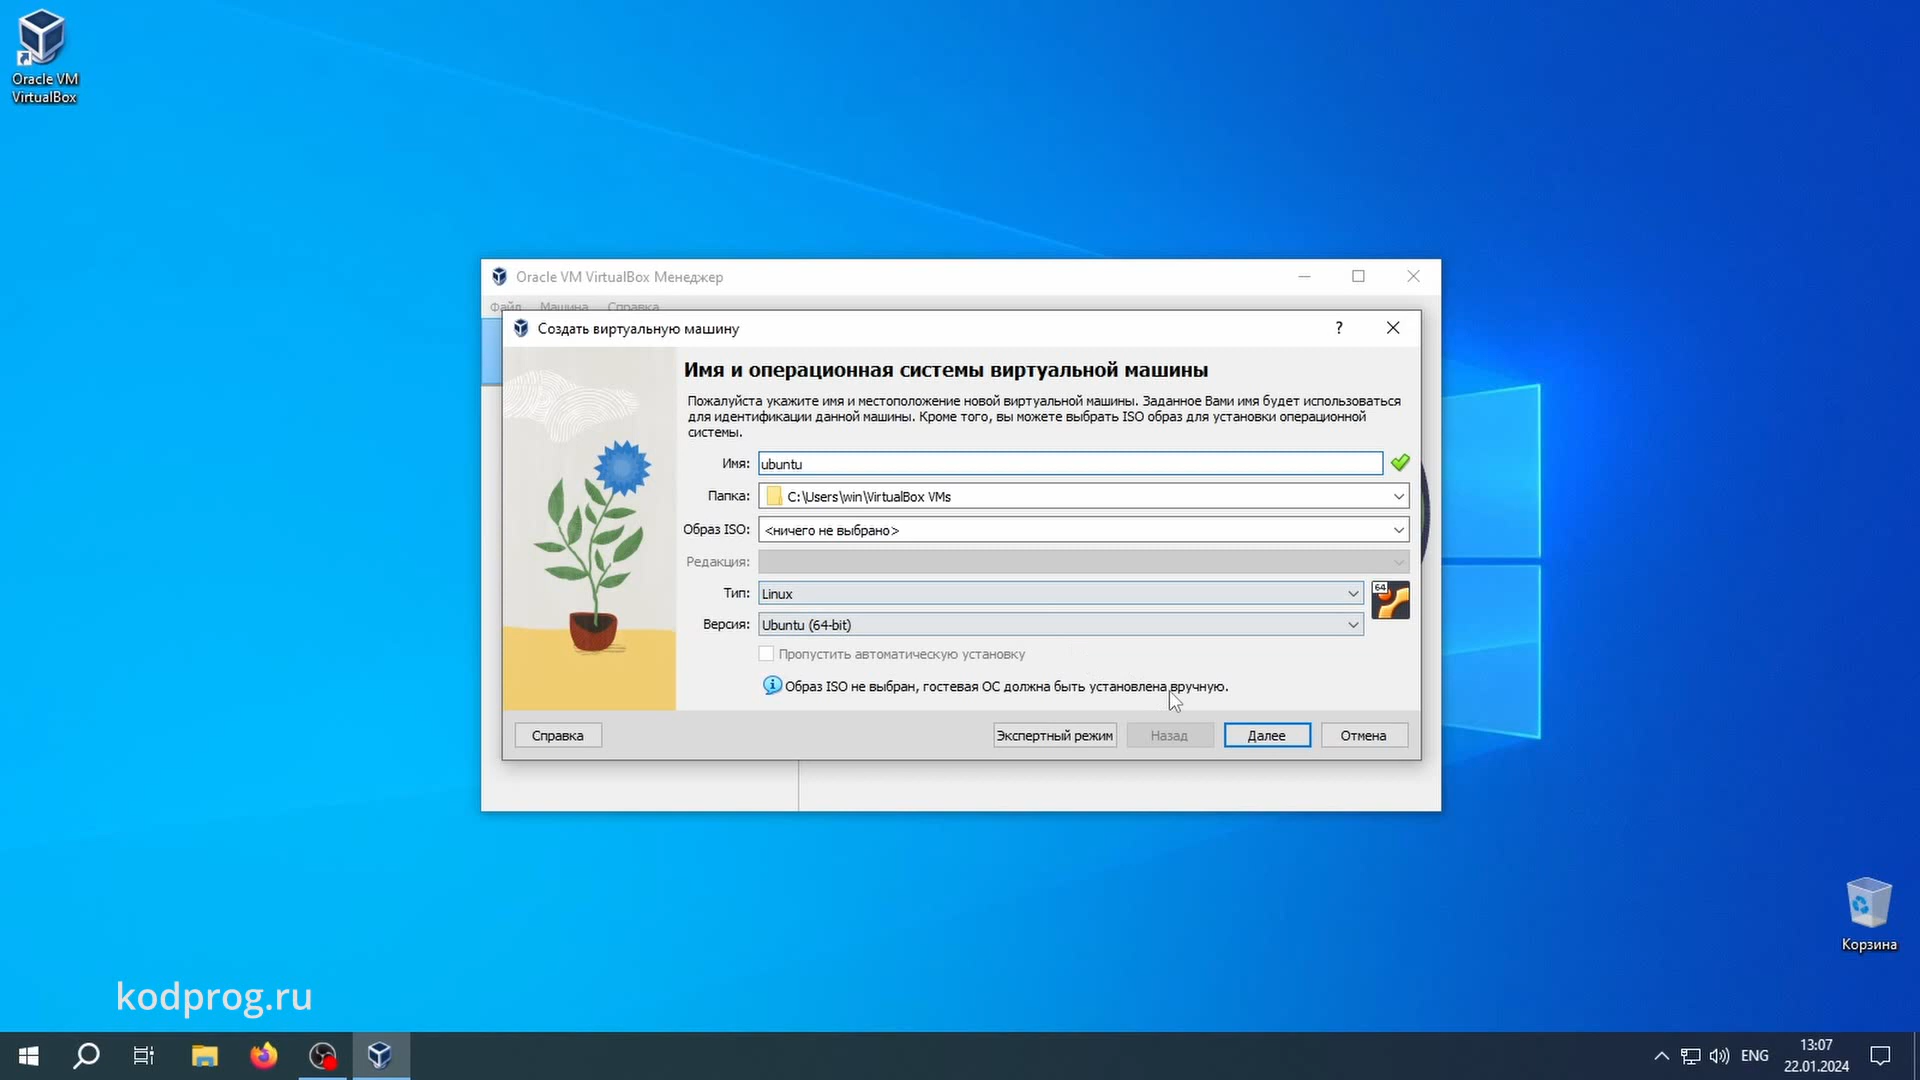 Oracle VM
VirtualBox
Oracle VM VirtualBox Менеджер
Файл Машина Справка
Создать виртуальную машину
?
Имя и операционная системы виртуальной машины
Пожалуйста укажите имя и местоположение новой виртуальной машины. Заданное Вами имя будет использоваться
для идентификации данной машины. Кроме того, вы можете выбрать ISO образ для установки операционной
системы.
Имя: ubuntu
Папка: C:\Users\win\VirtualBox VMs
Образ ISO: <ничего не выбрано>
Редакция:
Тип: Linux
64
Версия: Ubuntu (64-bit)
Пропустить автоматическую установку
Образ ISO не выбран, гостевая ОС должна быть установлена вручную.
Справка Экспертный режим Назад Далее Отмена
Корзина
kodprog.ru
ENG
13:07
22.01.2024